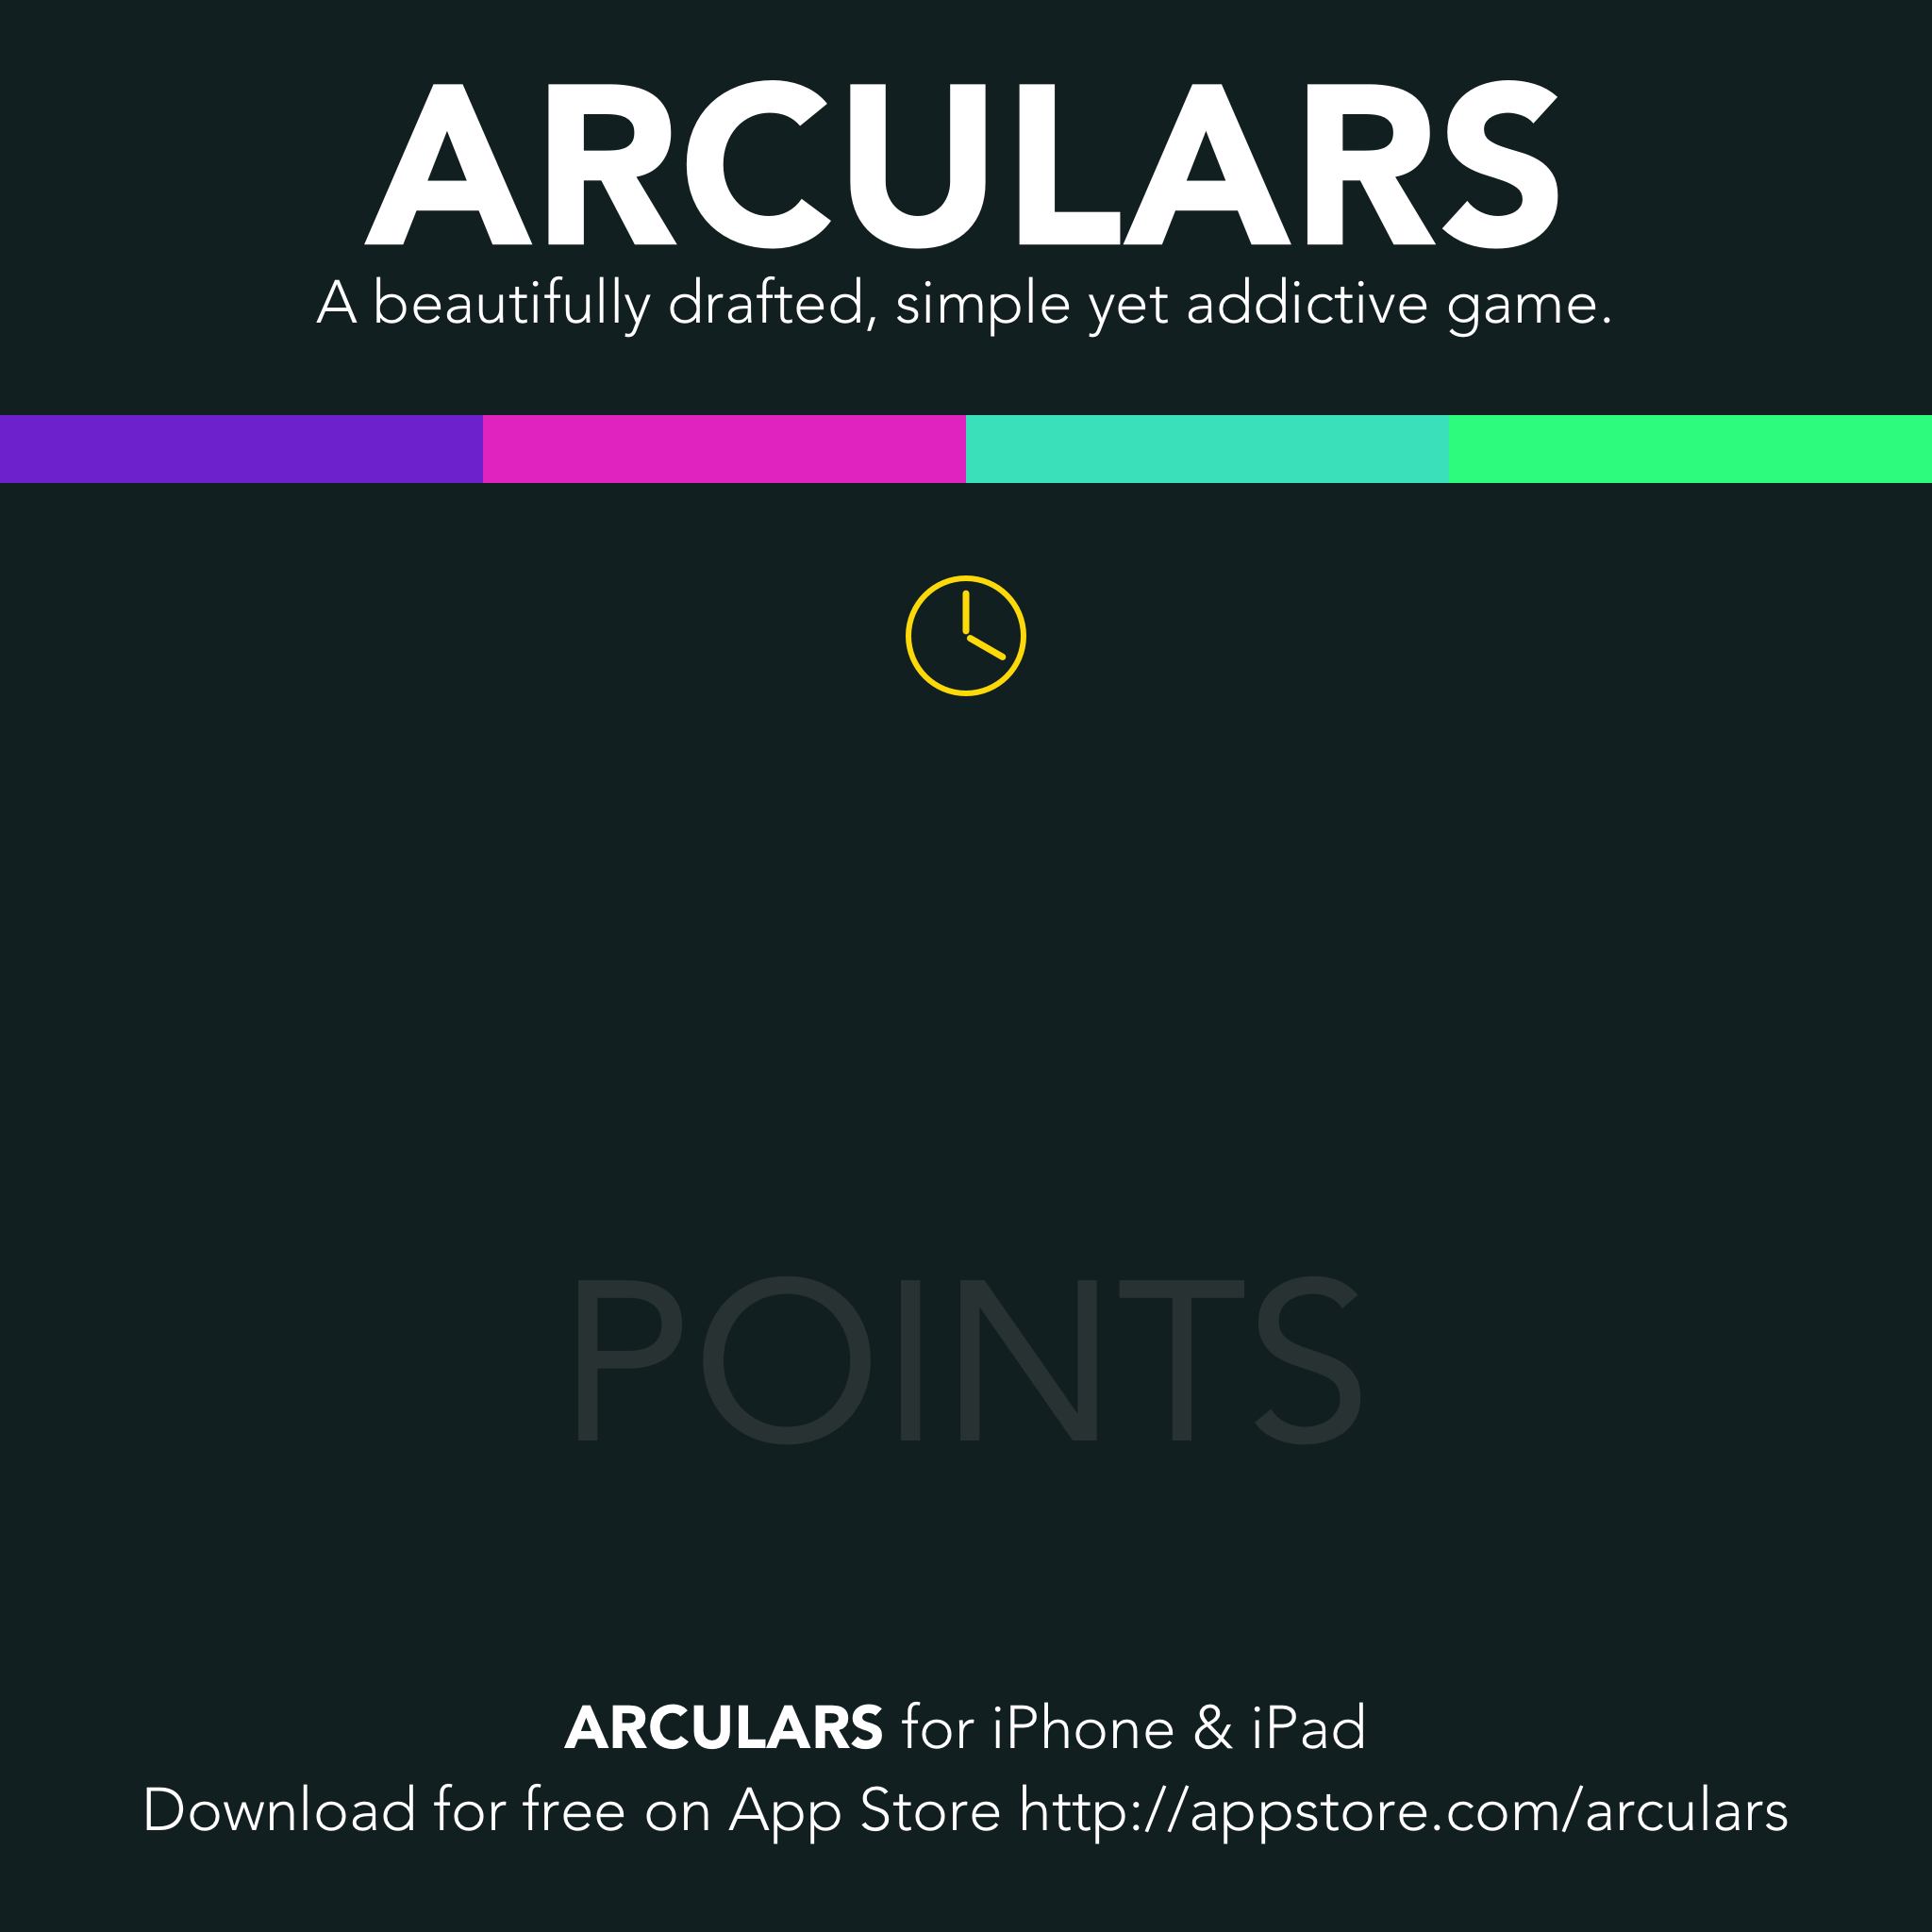 ARCULARS
A beautifully drafted, simple yet addictive game.
POINTS
ARCULARS for iPhone & iPad
Download for free on App Store http://appstore.com/arculars